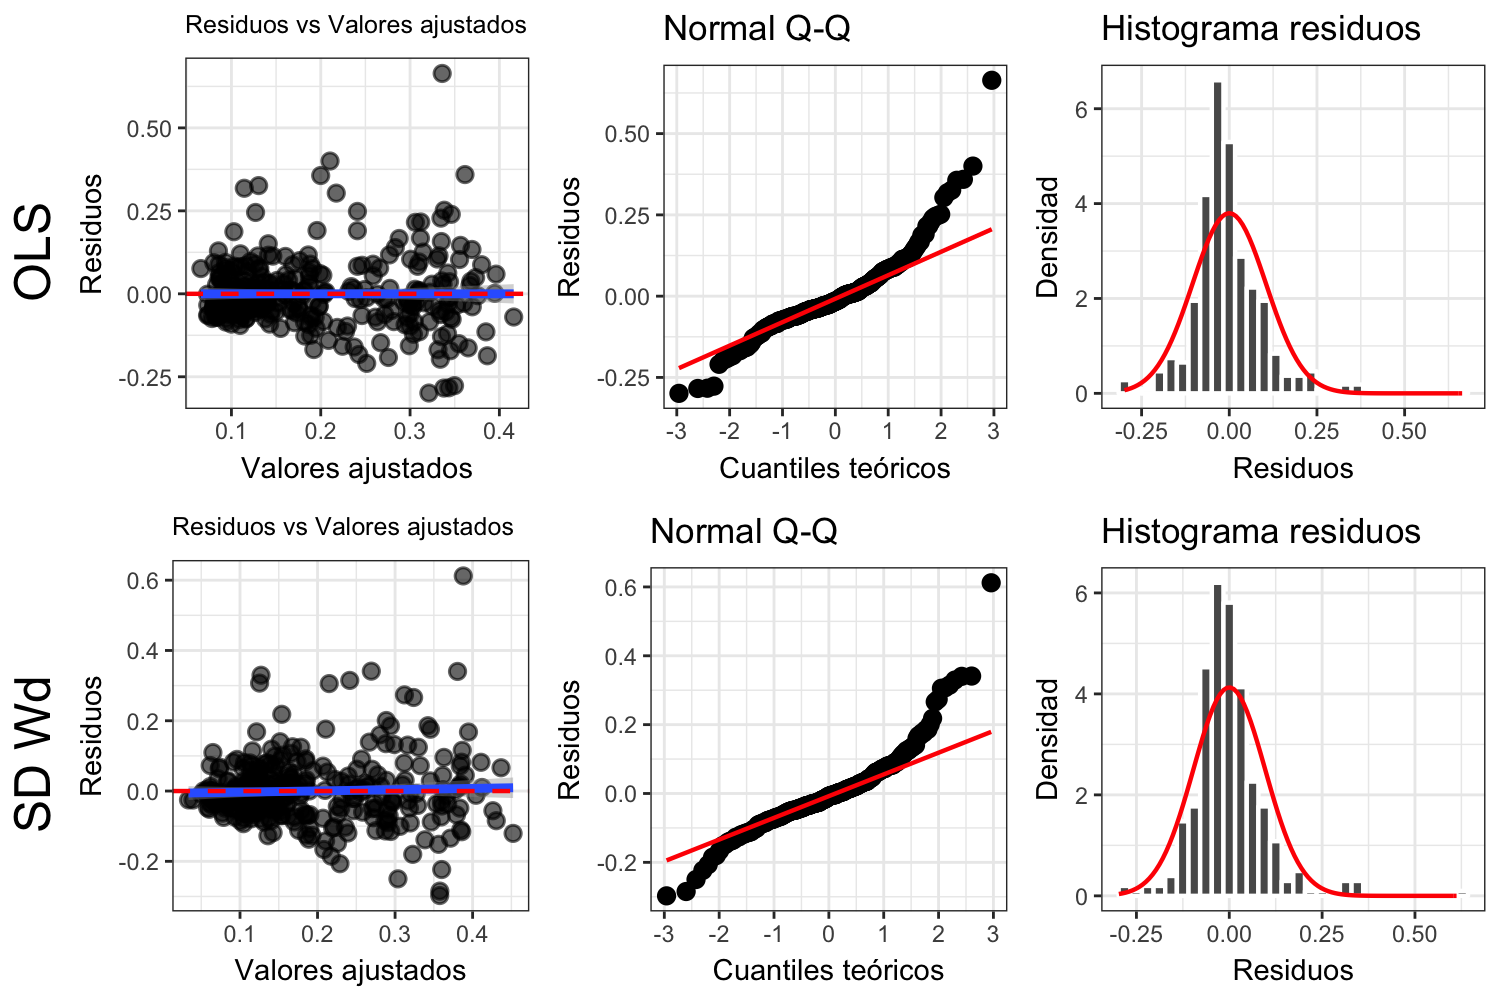 Residuos vs Valores ajustados
Normal Q-Q
Histograma residuos
OLS
Residuos
0.50
0.25
0.00
-0.25
0.1 0.2 0.3 0.4
Valores ajustados
Residuos
0.50
0.25
0.00
-0.25
-3 -2 -1 0 1 2 3
Cuantiles teóricos
Densidad
6
4
2
0
-0.25 0.00 0.25 0.50
Residuos
Residuos vs Valores ajustados
Normal Q-Q
Histograma residuos
SD Wd
Residuos
0.6
0.4
0.2
0.0
-0.2
0.1 0.2 0.3 0.4
Valores ajustados
Residuos
0.6
0.4
0.2
0.0
-0.2
-3 -2 -1 0 1 2 3
Cuantiles teóricos
Densidad
6
4
2
0
-0.25 0.00 0.25 0.50
Residuos